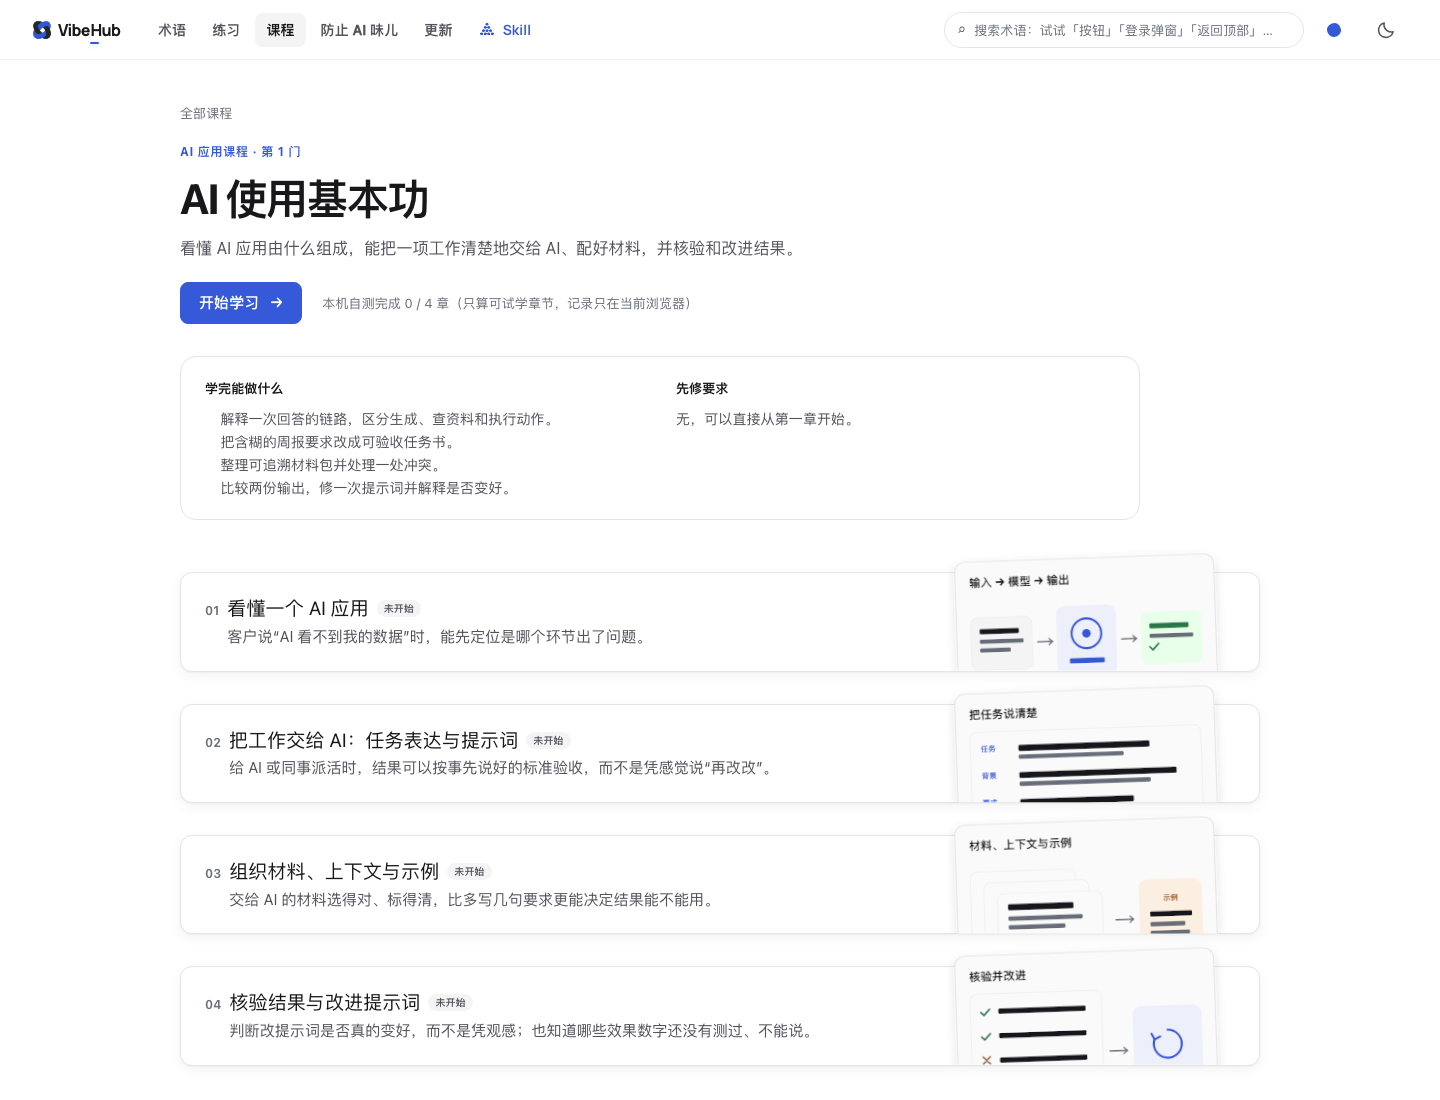 VibeHub
术语
练习
课程
防止 AI 味儿
更新
Skill
搜索术语：试试「按钮」「登录弹窗」「返回顶部」...
全部课程
AI 应用课程 · 第 1 门
AI 使用基本功
看懂 AI 应用由什么组成，能把一项工作清楚地交给 AI、配好材料，并核验和改进结果。
开始学习 →
本机自测完成 0 / 4 章（只算可试学章节，记录只在当前浏览器）
学完能做什么
解释一次回答的链路，区分生成、查资料和执行动作。
把含糊的周报要求改成可验收任务书。
整理可追溯材料包并处理一处冲突。
比较两份输出，修一次提示词并解释是否变好。
先修要求
无，可以直接从第一章开始。
01 看懂一个 AI 应用 未开始
客户说“AI 看不到我的数据”时，能先定位是哪个环节出了问题。
输入 → 模型 → 输出
02 把工作交给 AI：任务表达与提示词 未开始
给 AI 或同事派活时，结果可以按事先说好的标准验收，而不是凭感觉说“再改改”。
把任务说清楚
任务
背景
03 组织材料、上下文与示例 未开始
交给 AI 的材料选得对、标得清，比多写几句要求更能决定结果能不能用。
材料、上下文与示例
示例
04 核验结果与改进提示词 未开始
判断改提示词是否真的变好，而不是凭观感；也知道哪些效果数字还没有测过、不能说。
核验并改进